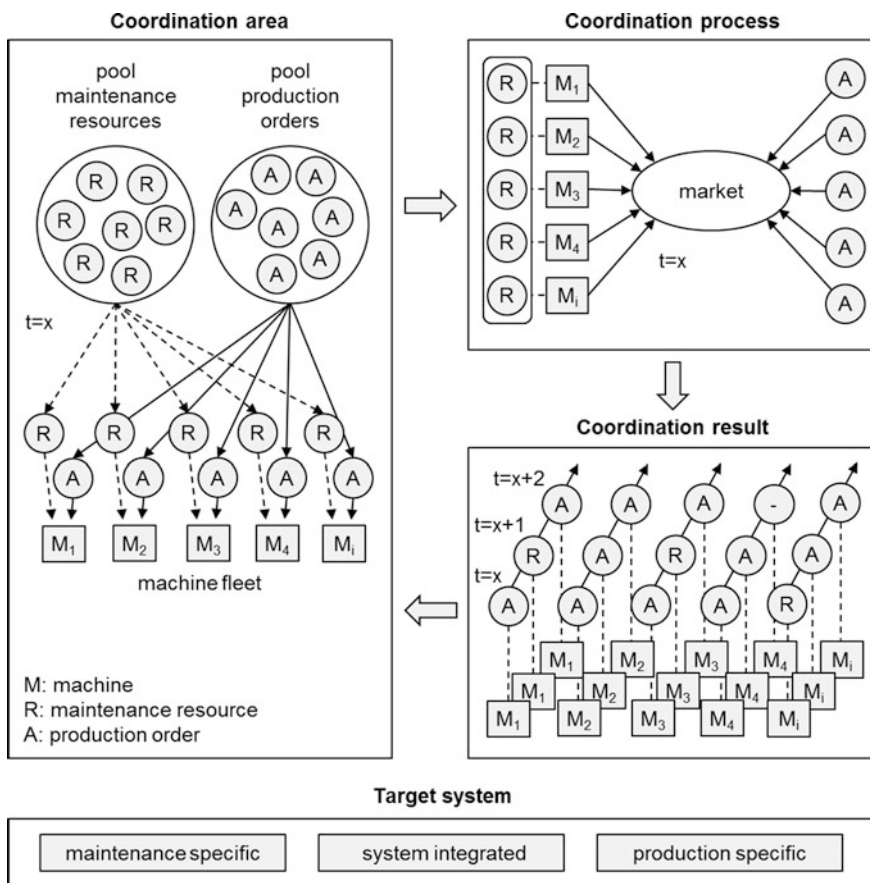 Coordination area
pool maintenance resources
pool production orders
R R R R R R R
A A A A A A A
t=x
R R R R R
A A A A A
M₁ M₂ M₃ M₄ Mᵢ
machine fleet
M: machine
R: maintenance resource
A: production order
Coordination process
R M₁ A
R M₂ A
R M₃ market A
R M₄ A
t=x
R Mᵢ A
Coordination result
t=x+2
A A A - A
t=x+1
R A R A A
t=x
A A A A R
M₁ M₂ M₃ M₄ Mᵢ
M₁ M₂ M₃ M₄ Mᵢ
M₁ M₂ M₃ M₄ Mᵢ
Target system
maintenance specific
system integrated
production specific